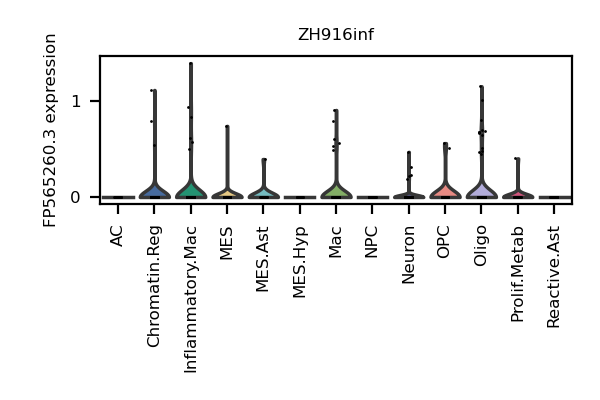 ZH916inf
FP565260.3 expression
1
0
AC
Chromatin.Reg
Inflammatory.Mac
MES
MES.Ast
MES.Hyp
Mac
NPC
Neuron
OPC
Oligo
Prolif.Metab
Reactive.Ast